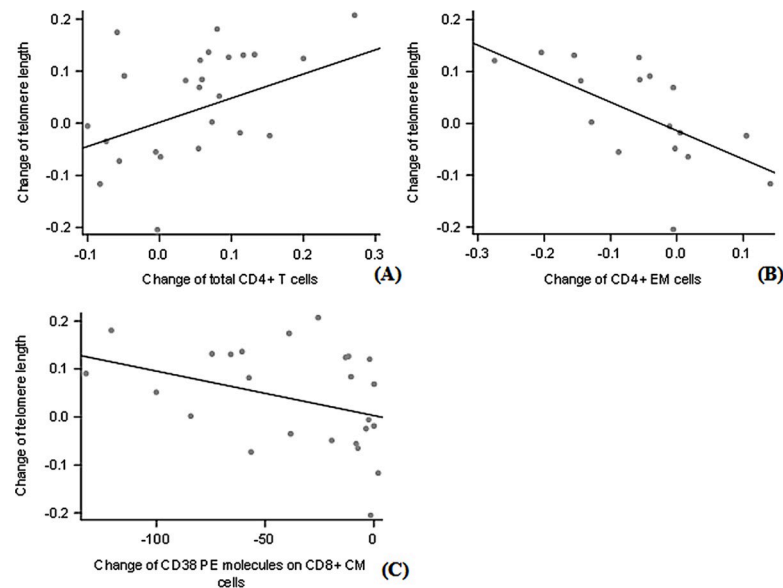 Change of telomere length
0.2
0.1
0.0
-0.1
-0.2
-0.1 0.0 0.1 0.2 0.3
Change of total CD4+ T cells
(A)
Change of telomere length
0.2
0.1
0.0
-0.1
-0.2
-0.3 -0.2 -0.1 0.0 0.1
Change of CD4+ EM cells
(B)
Change of telomere length
0.2
0.1
0.0
-0.1
-0.2
-100 -50 0
Change of CD38 PE molecules on CD8+ CM
cells
(C)